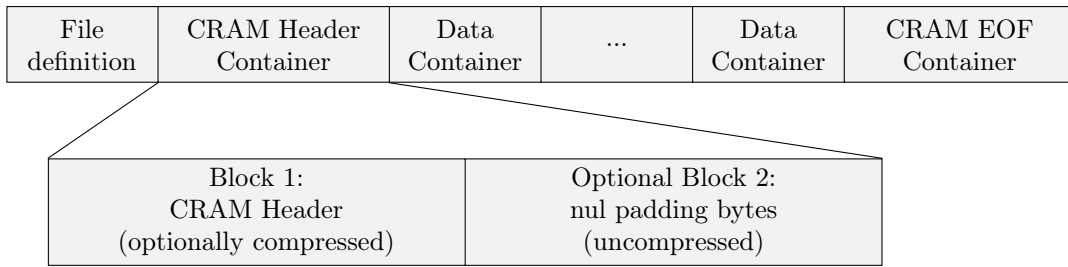 File
definition
CRAM Header
Container
Data
Container
...
Data
Container
CRAM EOF
Container
Block 1:
CRAM Header
(optionally compressed)
Optional Block 2:
nul padding bytes
(uncompressed)